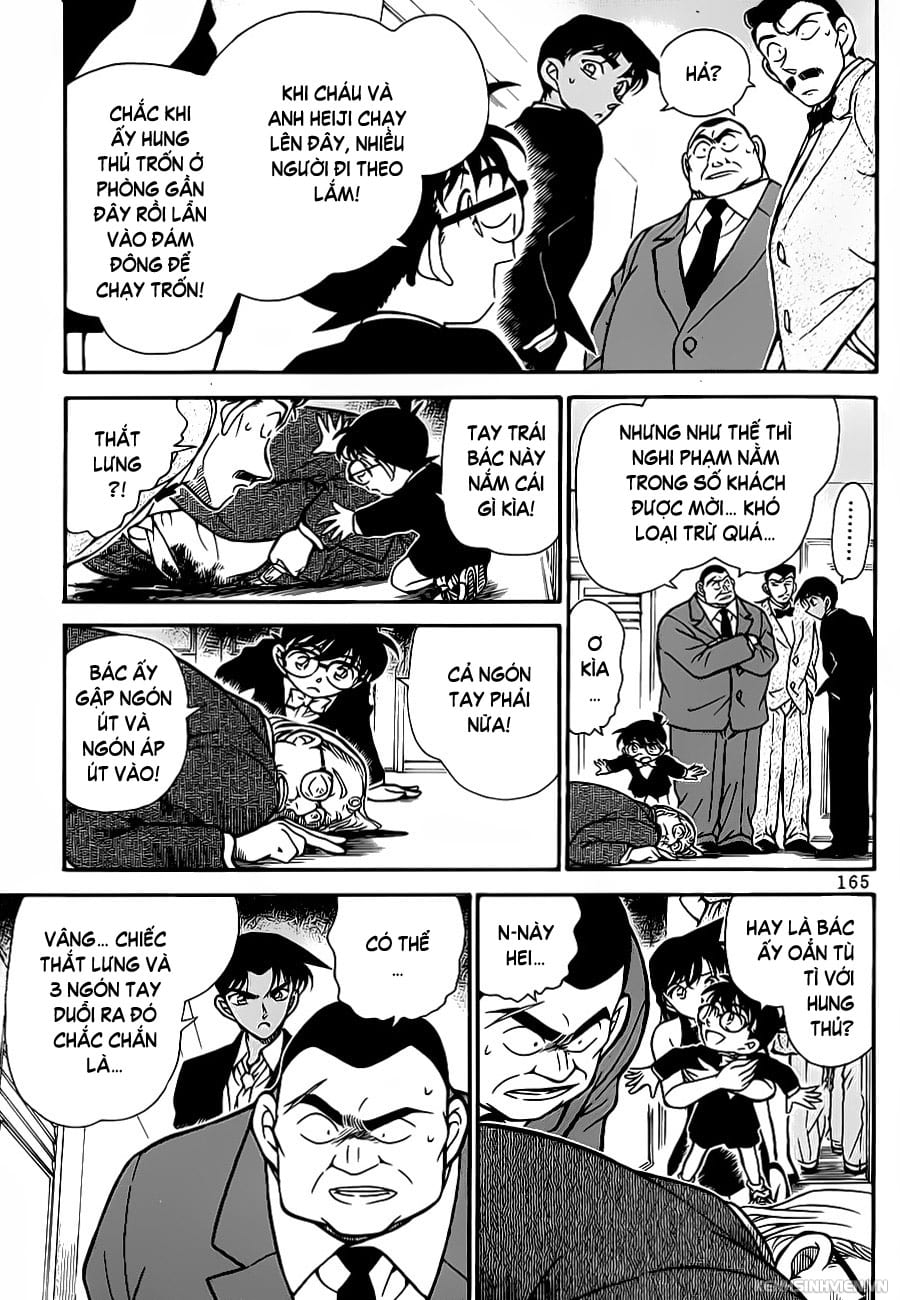 HẢ?
KHI CHÁU VÀ
ANH HEIJI CHẠY
LÊN ĐÂY, NHIỀU
NGƯỜI ĐI THEO
LẮM!
CHẮC KHI
ẤY HUNG
THỦ TRỐN Ở
PHÒNG GẦN
ĐÂY RỒI LẨN
VÀO ĐÁM
ĐÔNG ĐỂ
CHẠY TRỐN!
NHƯNG NHƯ THẾ THÌ
NGHI PHẠM NẰM
TRONG SỐ KHÁCH
ĐƯỢC MỜI... KHÓ
LOẠI TRỪ QUÁ...
........
Ơ
KÌA
...
TAY TRÁI
BÁC NÀY
NẮM CÁI
GÌ KÌA!
THẮT
LƯNG
?!
CẢ NGÓN
TAY PHẢI
NỮA!
BÁC ẤY
GẬP NGÓN
ÚT VÀ
NGÓN ÁP
ÚT VÀO!
165
HAY LÀ BÁC
ẤY OẲN TÙ
TÌ VỚI
HUNG
THỦ?
N-NÀY
HEI...
CÓ THỂ
...
VÂNG... CHIẾC
THẮT LƯNG VÀ
3 NGÓN TAY
DUỖI RA ĐÓ
CHẮC CHẮN
LÀ...
KENHSINHVIEN.VN